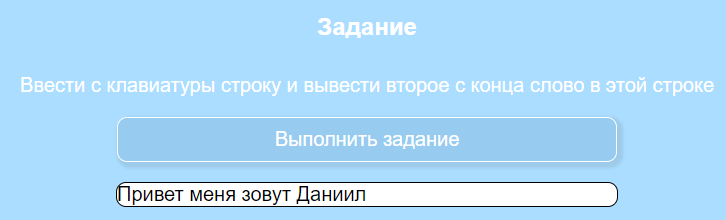 Задание
Ввести с клавиатуры строку и вывести второе с конца слово в этой строке
Выполнить задание
Привет меня зовут Даниил